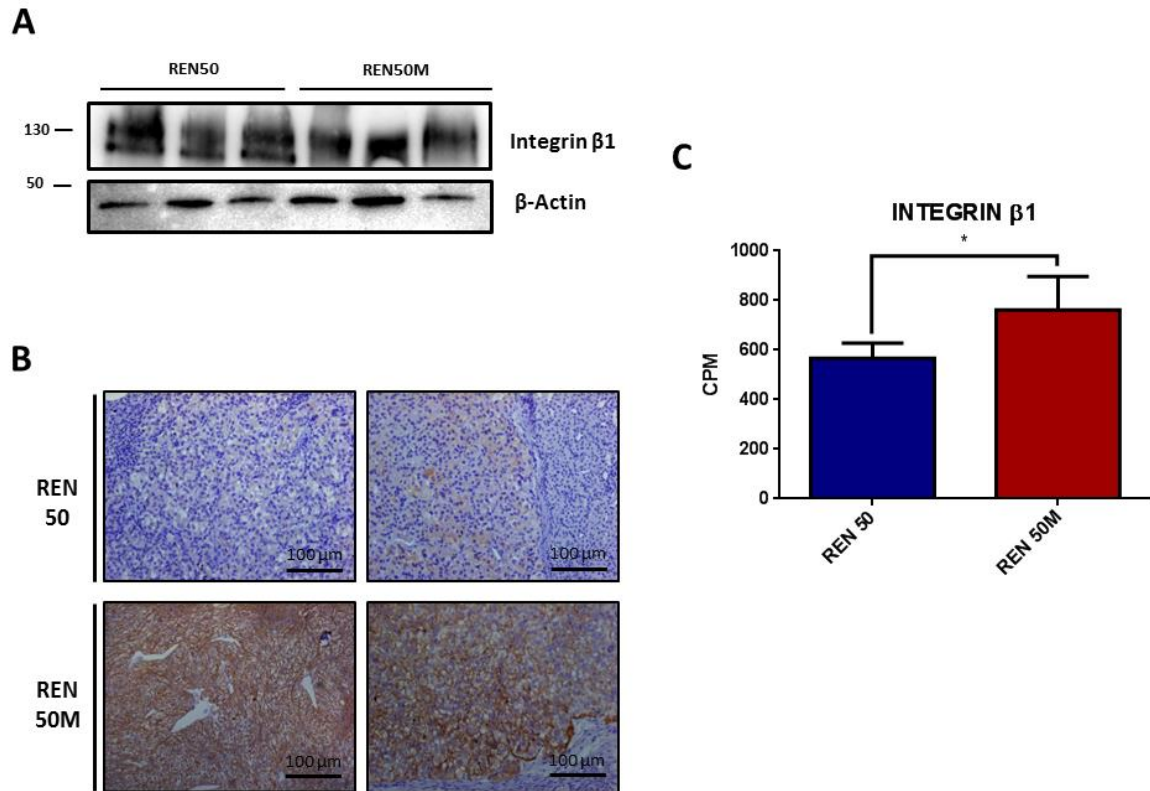 A
REN50 REN50M
130
Integrin β1
50
β-Actin
B
REN
50
100 μm 100 μm
REN
50M
100 μm 100 μm
C
INTEGRIN β1
*
1000
800
600
400
200
0
CPM
REN 50
REN 50M